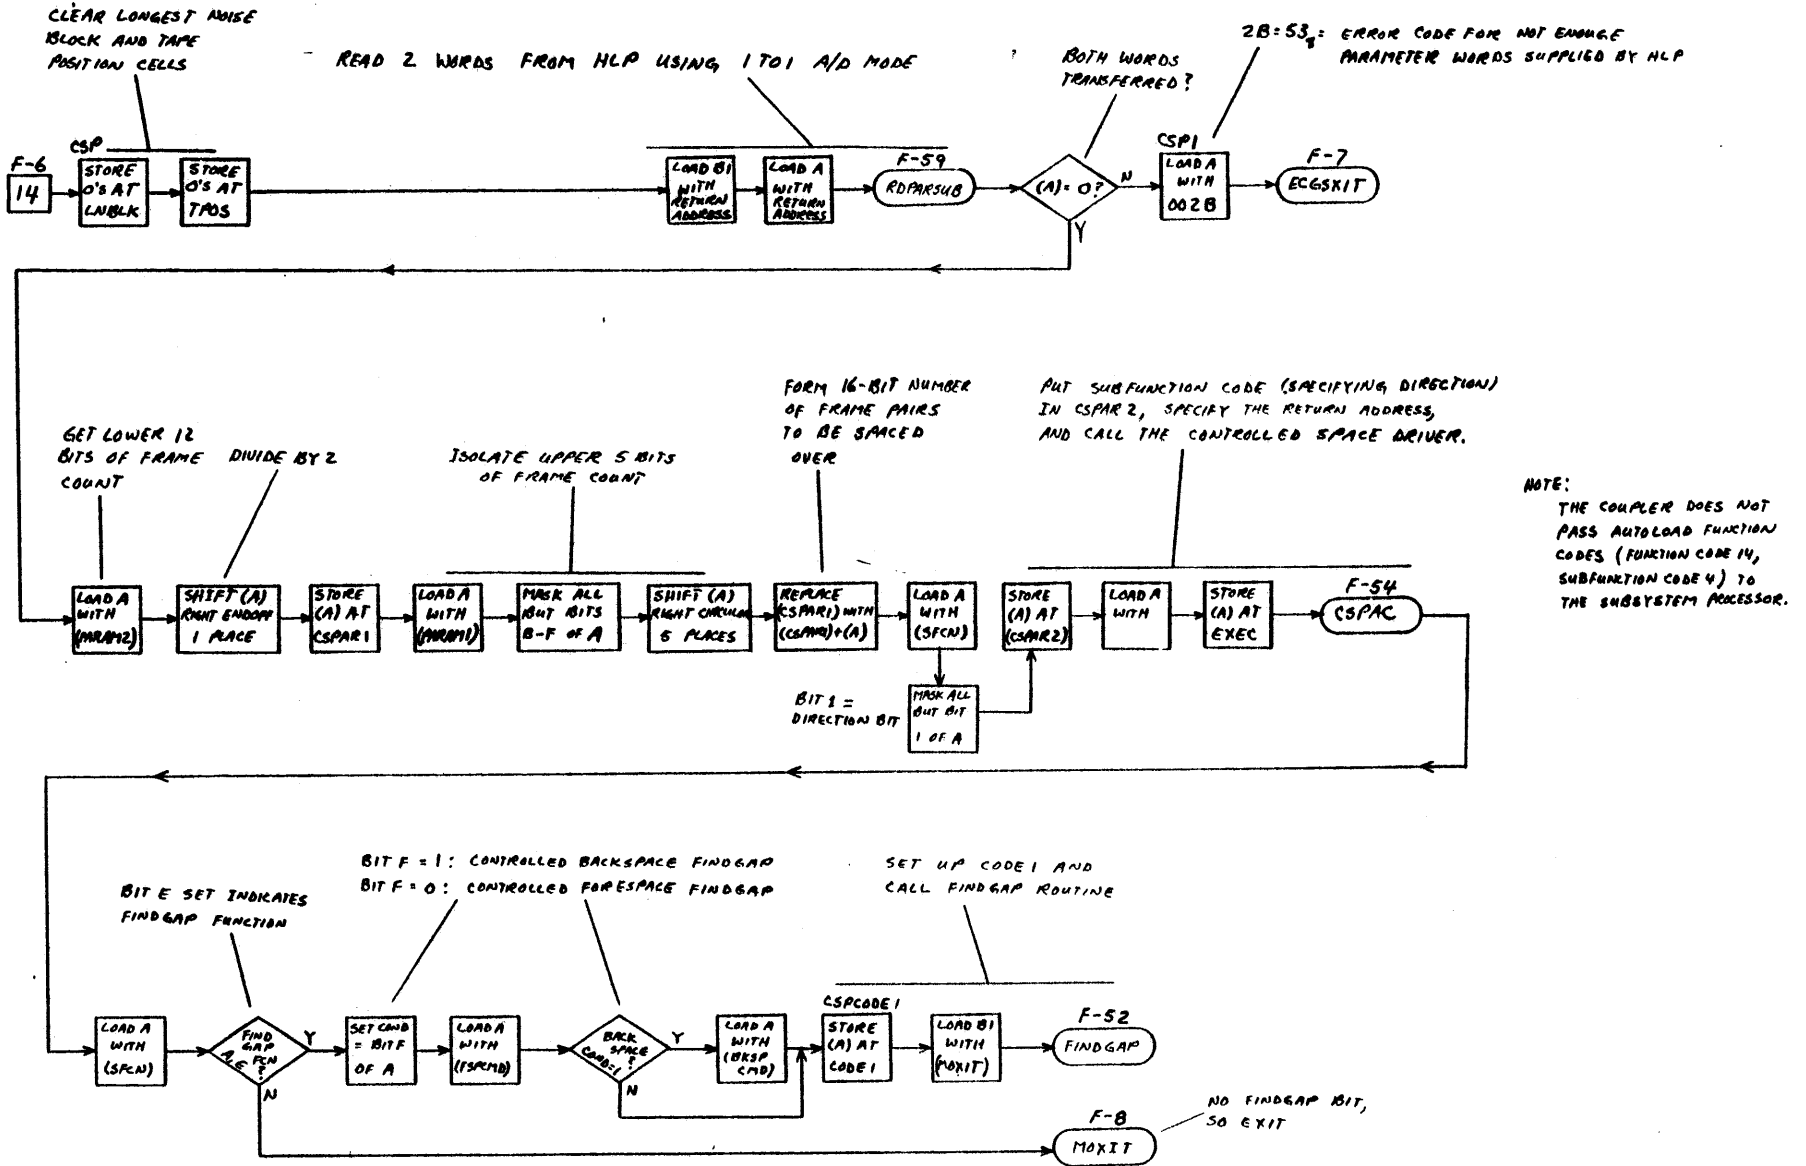 CLEAR LONGEST NOISE
BLOCK AND TAPE
POSITION CELLS
READ 2 WORDS FROM HLP USING 1 TO 1 A/D MODE
BOTH WORDS
TRANSFERRED?
2B = 53₈ = ERROR CODE FOR NOT ENOUGE
PARAMETER WORDS SUPPLIED BY HLP
F-6
14
CSP
STORE
0'S AT
LNBLK
STORE
0'S AT
TPOS
LOAD B1
WITH
RETURN
ADDRESS
LOAD A
WITH
RETURN
ADDRESS
F-59
RDPARSUB
(A)= 0?
N
Y
CSP1
LOAD A
WITH
002B
F-7
ECGSXIT
GET LOWER 12
BITS OF FRAME
COUNT
DIVIDE BY 2
ISOLATE UPPER 5 BITS
OF FRAME COUNT
FORM 16-BIT NUMBER
OF FRAME PAIRS
TO BE SPACED
OVER
PUT SUBFUNCTION CODE (SPECIFYING DIRECTION)
IN CSPAR2, SPECIFY THE RETURN ADDRESS,
AND CALL THE CONTROLLED SPACE DRIVER.
NOTE:
THE COUPLER DOES NOT
PASS AUTOLOAD FUNCTION
CODES (FUNCTION CODE 14,
SUBFUNCTION CODE 4) TO
THE SUBSYSTEM PROCESSOR.
LOAD A
WITH
(PARAM2)
SHIFT (A)
RIGHT ENDOFF
1 PLACE
STORE
(A) AT
CSPAR1
LOAD A
WITH
(PARAM1)
MASK ALL
BUT BITS
B-F OF A
SHIFT (A)
RIGHT CIRCULAR
5 PLACES
REPLACE
(CSPAR1) WITH
(CSPAR1)+(A)
LOAD A
WITH
(SFCN)
STORE
(A) AT
(CSPAR2)
LOAD A
WITH
STORE
(A) AT
EXEC
F-54
CSPAC
BIT 1 =
DIRECTION BIT
MASK ALL
BUT BIT
1 OF A
BIT E SET INDICATES
FINDGAP FUNCTION
BIT F = 1: CONTROLLED BACKSPACE FINDGAP
BIT F = 0: CONTROLLED FORESPACE FINDGAP
SET UP CODE1 AND
CALL FINDGAP ROUTINE
LOAD A
WITH
(SFCN)
FIND
GAP FCN
?
A,E
Y
N
SET COND
= BIT F
OF A
LOAD A
WITH
(FSPCMD)
BACK
SPACE?
COND=1
Y
N
LOAD A
WITH
(BKSP
CMD)
CSPCODE1
STORE
(A) AT
CODE1
LOAD B1
WITH
(MOXIT)
F-52
FINDGAP
F-8
MOXIT
NO FINDGAP BIT,
SO EXIT